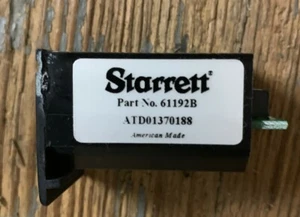 Starrett
Part No. 61192B
ATD01370188
American Made